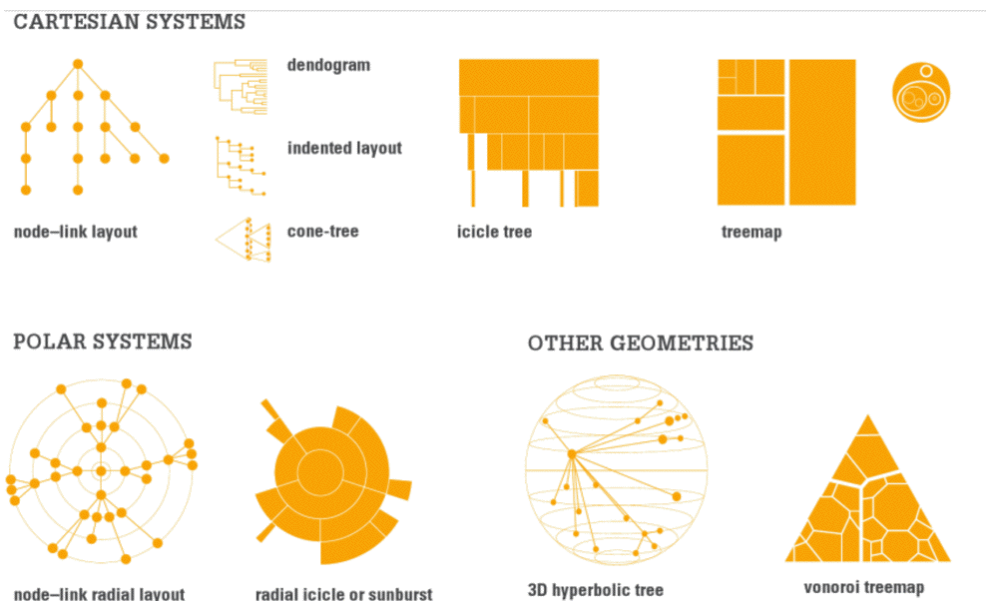 CARTESIAN SYSTEMS
dendogram
indented layout
cone-tree
node–link layout
icicle tree
treemap
POLAR SYSTEMS
OTHER GEOMETRIES
node–link radial layout
radial icicle or sunburst
3D hyperbolic tree
vonoroi treemap